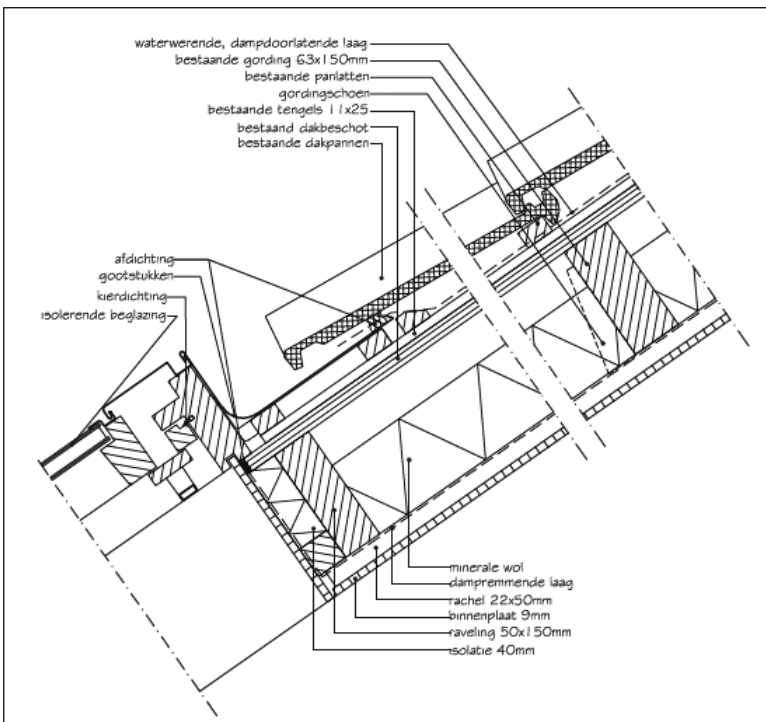 waterwerende, dampdoorlatende laag
bestaande gording 63x150mm
bestaande panlatten
gordingschoen
bestaande tengels 11x25
bestaand dakbeschot
bestaande dakpannen
afdichting
gootstukken
kierdichting
isolerende beglazing
minerale wol
dampremmende laag
rachel 22x50mm
binnenplaat 9mm
raveling 50x150mm
isolatie 40mm